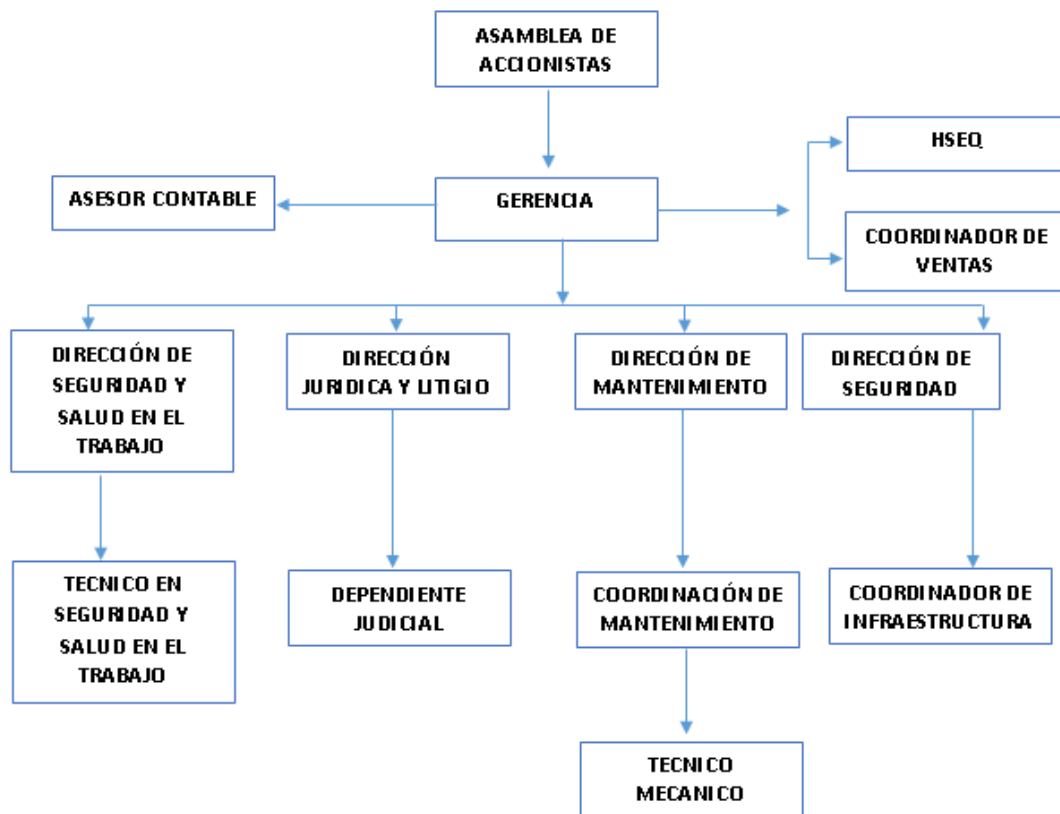 ASAMBLEA DE
ACCIONISTAS
HSEQ
ASESOR CONTABLE
GERENCIA
COORDINADOR DE
VENTAS
DIRECCIÓN DE
SEGURIDAD Y
SALUD EN EL
TRABAJO
DIRECCIÓN
JURIDICA Y LITIGIO
DIRECCIÓN DE
MANTENIMIENTO
DIRECCIÓN DE
SEGURIDAD
TECNICO EN
SEGURIDAD Y
SALUD EN EL
TRABAJO
DEPENDIENTE
JUDICIAL
COORDINACIÓN DE
MANTENIMIENTO
COORDINADOR DE
INFRAESTRUCTURA
TECNICO
MECANICO